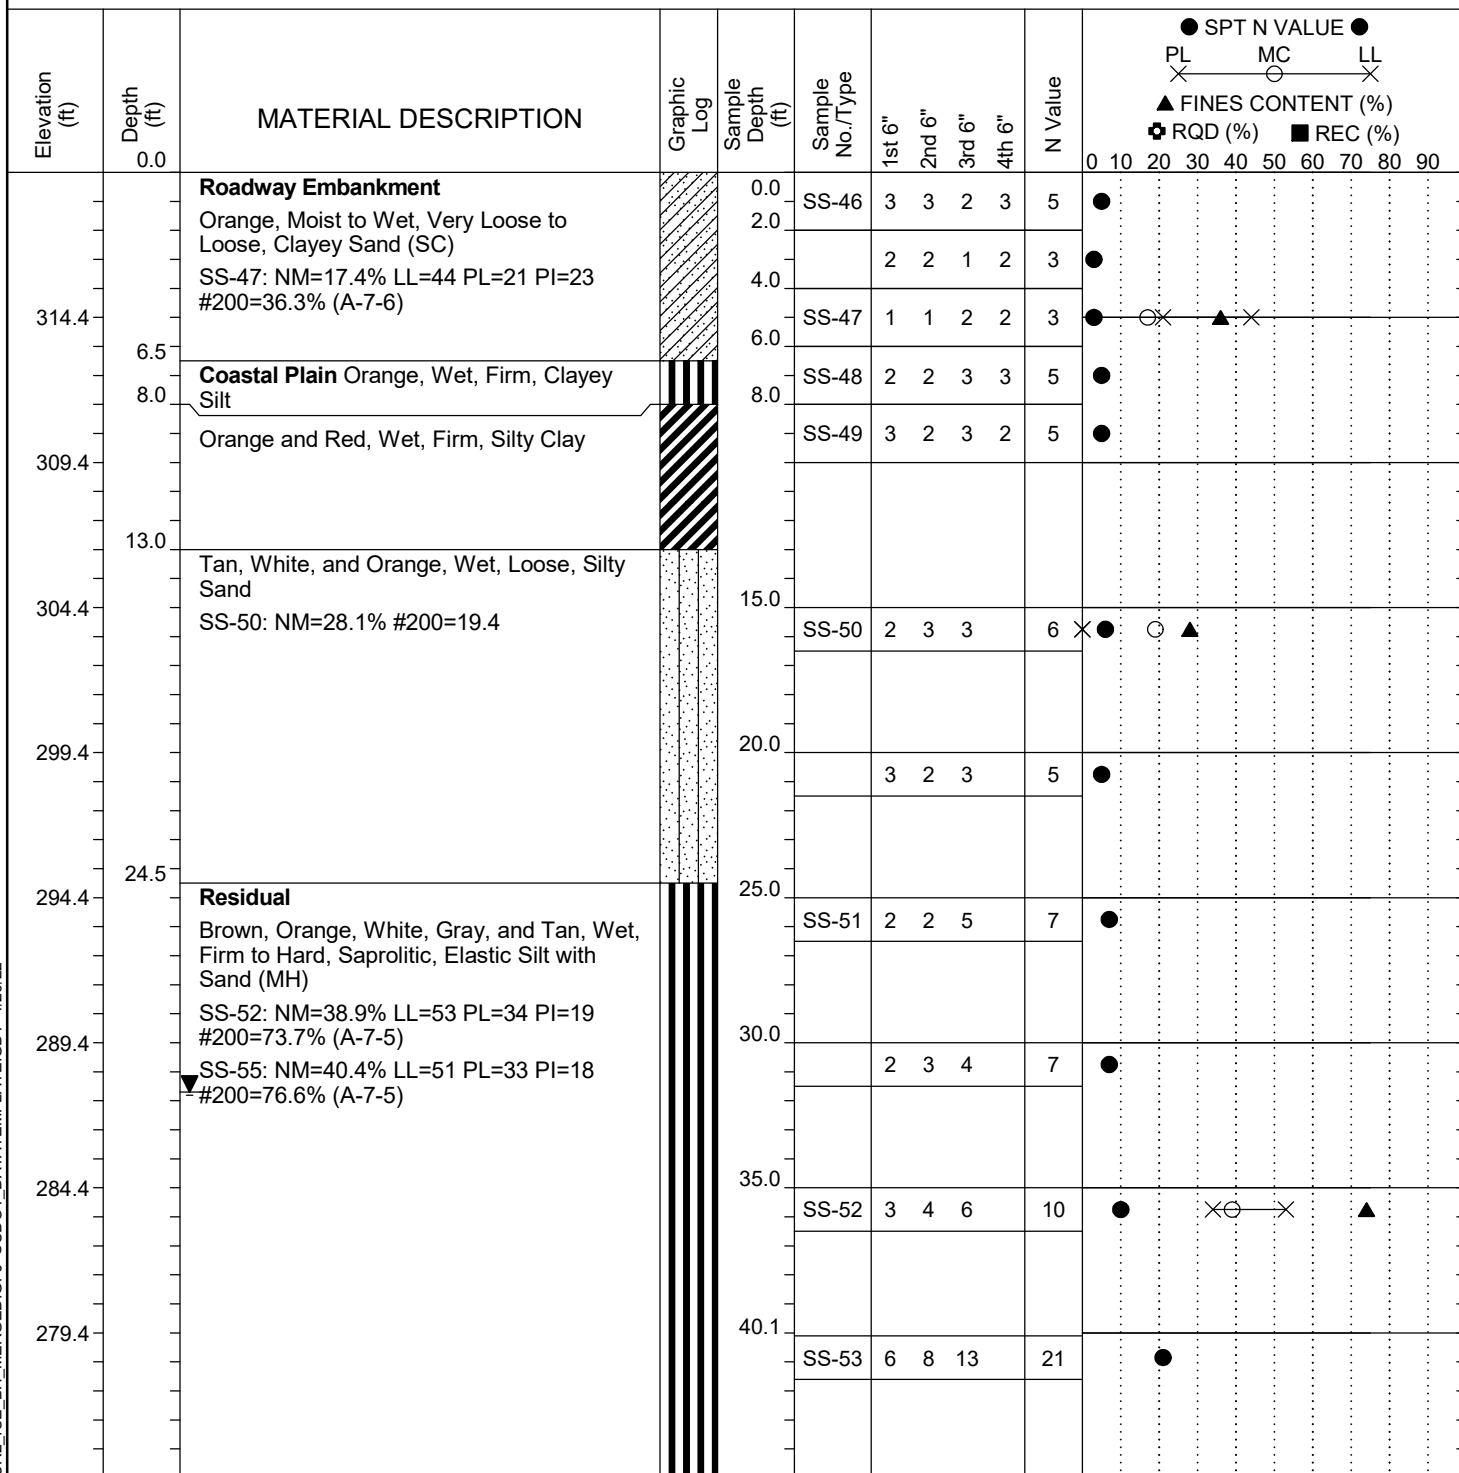 ● SPT N VALUE ●
PL MC LL
▲ FINES CONTENT (%)
RQD (%) ■ REC (%)
Elevation (ft)
Depth (ft)
MATERIAL DESCRIPTION
Graphic Log
Sample Depth (ft)
Sample No./Type
1st 6"
2nd 6"
3rd 6"
4th 6"
N Value
0.0
0 10 20 30 40 50 60 70 80 90
Roadway Embankment
0.0
SS-46 3 3 2 3 5
Orange, Moist to Wet, Very Loose to
2.0
Loose, Clayey Sand (SC)
2 2 1 2 3
SS-47: NM=17.4% LL=44 PL=21 PI=23
4.0
#200=36.3% (A-7-6)
314.4
SS-47 1 1 2 2 3
6.0
6.5
Coastal Plain Orange, Wet, Firm, Clayey
SS-48 2 2 3 3 5
8.0
Silt
8.0
Orange and Red, Wet, Firm, Silty Clay
SS-49 3 2 3 2 5
309.4
13.0
Tan, White, and Orange, Wet, Loose, Silty
Sand
15.0
304.4
SS-50: NM=28.1% #200=19.4
SS-50 2 3 3 6
20.0
299.4
3 2 3 5
24.5
25.0
294.4
Residual
SS-51 2 2 5 7
Brown, Orange, White, Gray, and Tan, Wet,
Firm to Hard, Saprolitic, Elastic Silt with
Sand (MH)
SS-52: NM=38.9% LL=53 PL=34 PI=19
30.0
#200=73.7% (A-7-5)
289.4
SS-55: NM=40.4% LL=51 PL=33 PI=18
2 3 4 7
#200=76.6% (A-7-5)
35.0
284.4
SS-52 3 4 6 10
40.1
279.4
SS-53 6 8 13 21